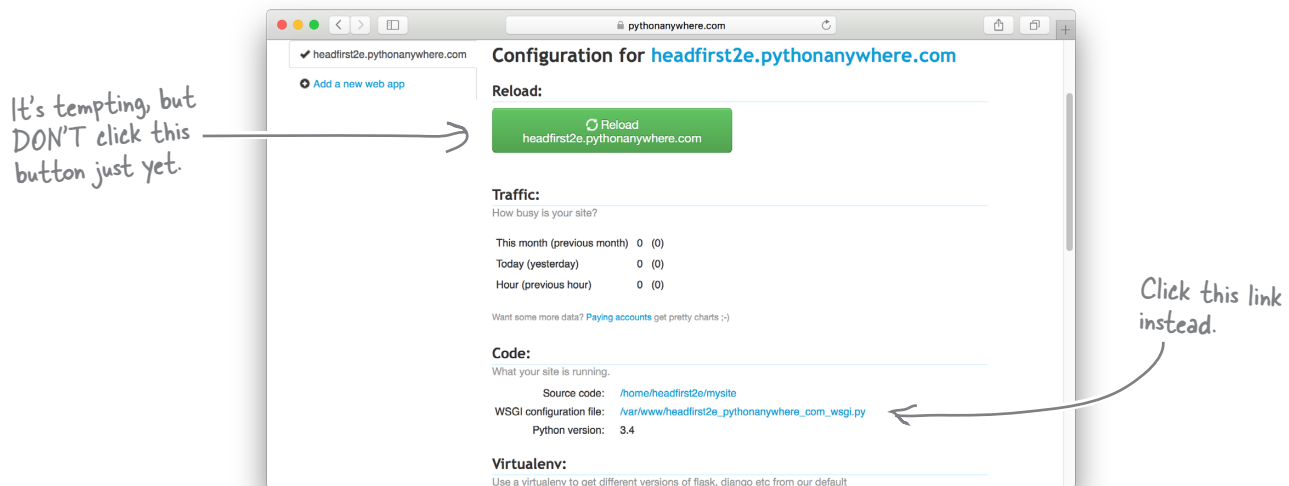 pythonanywhere.com
headfirst2e.pythonanywhere.com
Add a new web app
Configuration for headfirst2e.pythonanywhere.com
Reload:
Reload
headfirst2e.pythonanywhere.com
It's tempting, but
DON'T click this
button just yet.
Traffic:
How busy is your site?
This month (previous month) 0 (0)
Today (yesterday) 0 (0)
Hour (previous hour) 0 (0)
Want some more data? Paying accounts get pretty charts ;-)
Click this link
instead.
Code:
What your site is running.
Source code: /home/headfirst2e/mysite
WSGI configuration file: /var/www/headfirst2e_pythonanywhere_com_wsgi.py
Python version: 3.4
Virtualenv:
Use a virtualenv to get different versions of flask, django etc from our default